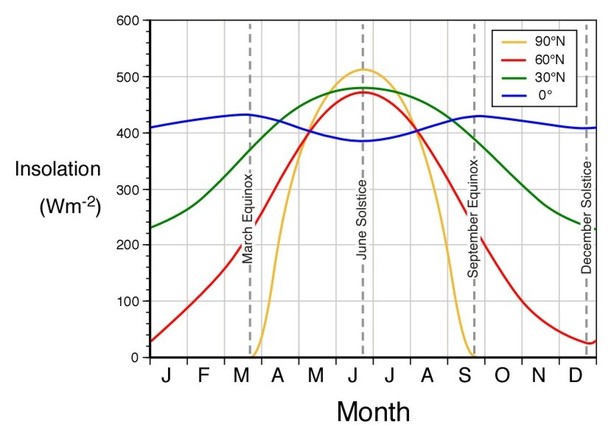 600
500
400
300
200
100
0
Insolation
(Wm-2)
90°N
60°N
30°N
0°
March Equinox
June Solstice
September Equinox
December Solstice
J F M A M J J A S O N D
Month